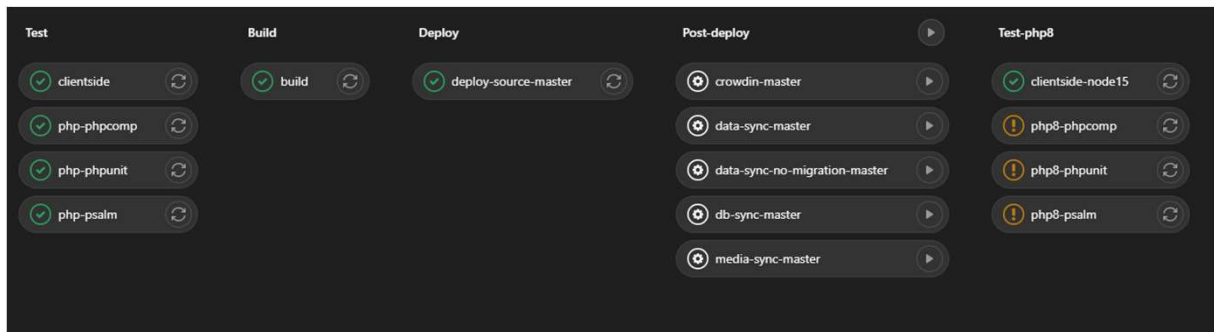 Test
clientside
php-phpcomp
php-phpunit
php-psalm
Build
build
Deploy
deploy-source-master
Post-deploy
crowdin-master
data-sync-master
data-sync-no-migration-master
db-sync-master
media-sync-master
Test-php8
clientside-node15
php8-phpcomp
php8-phpunit
php8-psalm